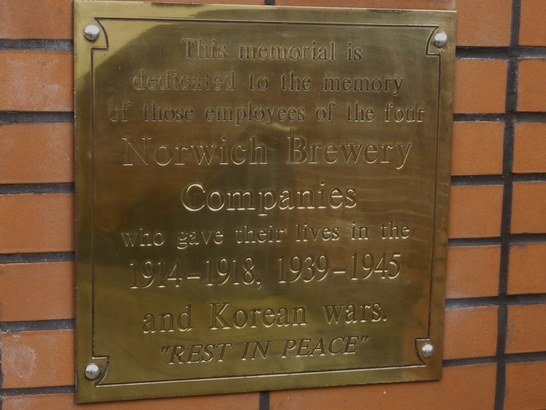 This memorial is
dedicated to the memory
of those employees of the four
Norwich Brewery
Companies
who gave their lives in the
1914-1918, 1939-1945
and Korean wars.
"REST IN PEACE"